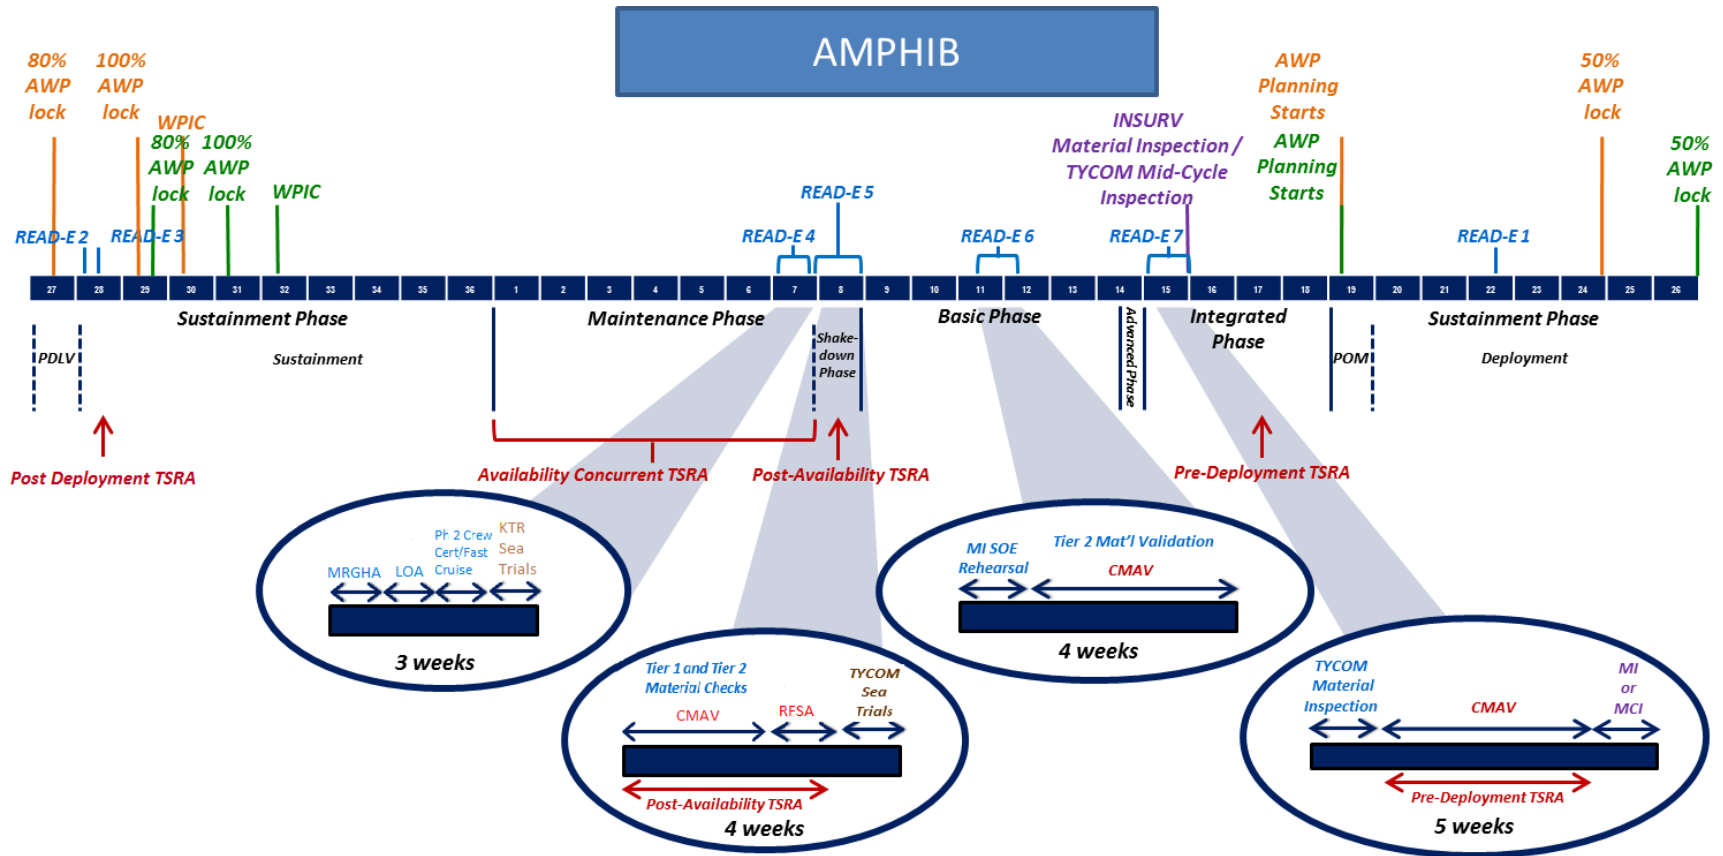 AMPHIB
80%
AWP
lock
100%
AWP
lock
WPIC
80%
AWP
lock
100%
AWP
lock
WPIC
READ-E 2
READ-E 3
READ-E 4
READ-E 5
READ-E 6
INSURV
Material Inspection /
TYCOM Mid-Cycle
Inspection
READ-E 7
AWP
Planning
Starts
AWP
Planning
Starts
READ-E 1
50%
AWP
lock
50%
AWP
lock
27 28 29 30 31 32 33 34 35 36 1 2 3 4 5 6 7 8 9 10 11 12 13 14 15 16 17 18 19 20 21 22 23 24 25 26
Sustainment Phase
Maintenance Phase
Basic Phase
Integrated
Phase
Sustainment Phase
PDLV
Sustainment
Shake-
down
Phase
Advanced Phase
POM
Deployment
Post Deployment TSRA
Availability Concurrent TSRA
Post-Availability TSRA
Pre-Deployment TSRA
MRGHA
LOA
Ph 2 Crew
Cert/Fast
Cruise
KTR
Sea
Trials
3 weeks
Tier 1 and Tier 2
Material Checks
CMAV
RFSA
TYCOM
Sea
Trials
Post-Availability TSRA
4 weeks
MI SOE
Rehearsal
Tier 2 Mat'l Validation
CMAV
4 weeks
TYCOM
Material
Inspection
CMAV
MI
or
MCI
Pre-Deployment TSRA
5 weeks